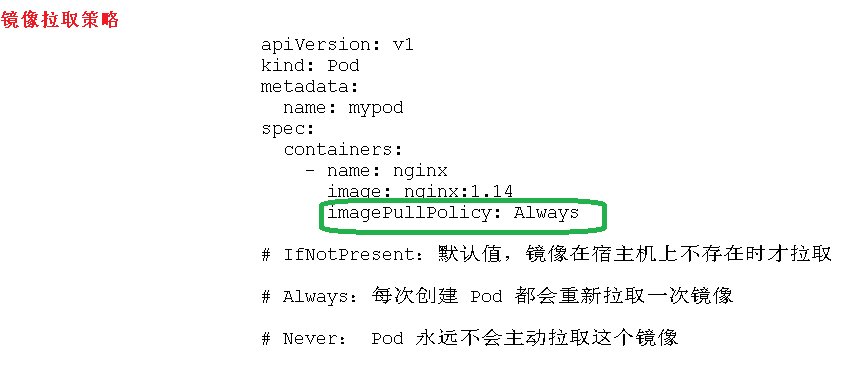 镜像拉取策略
apiVersion: v1
kind: Pod
metadata:
  name: mypod
spec:
  containers:
    - name: nginx
      image: nginx:1.14
      imagePullPolicy: Always
# IfNotPresent：默认值，镜像在宿主机上不存在时才拉取
# Always：每次创建 Pod 都会重新拉取一次镜像
# Never： Pod 永远不会主动拉取这个镜像